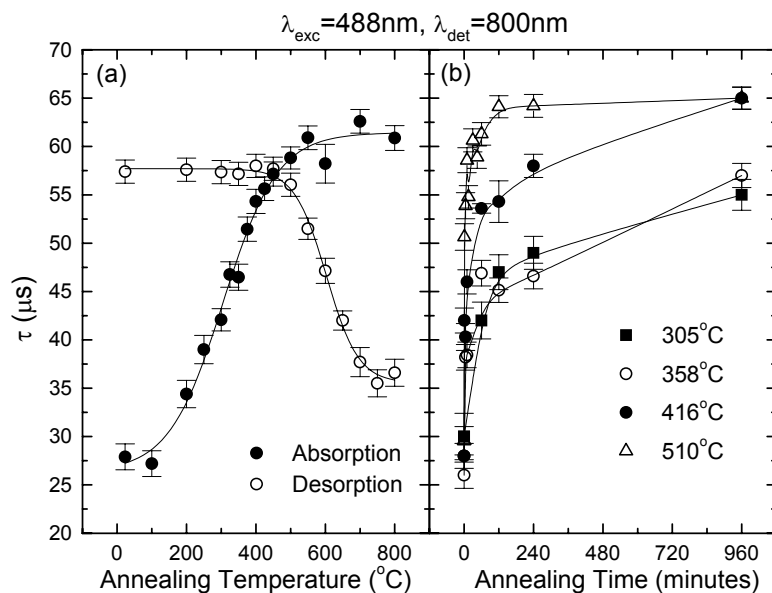 λexc=488nm, λdet=800nm
(a)
(b)
70
65
60
55
50
45
40
35
30
25
20
τ (μs)
Absorption
Desorption
305°C
358°C
416°C
510°C
0 200 400 600 800 0 240 480 720 960
Annealing Temperature (°C) Annealing Time (minutes)